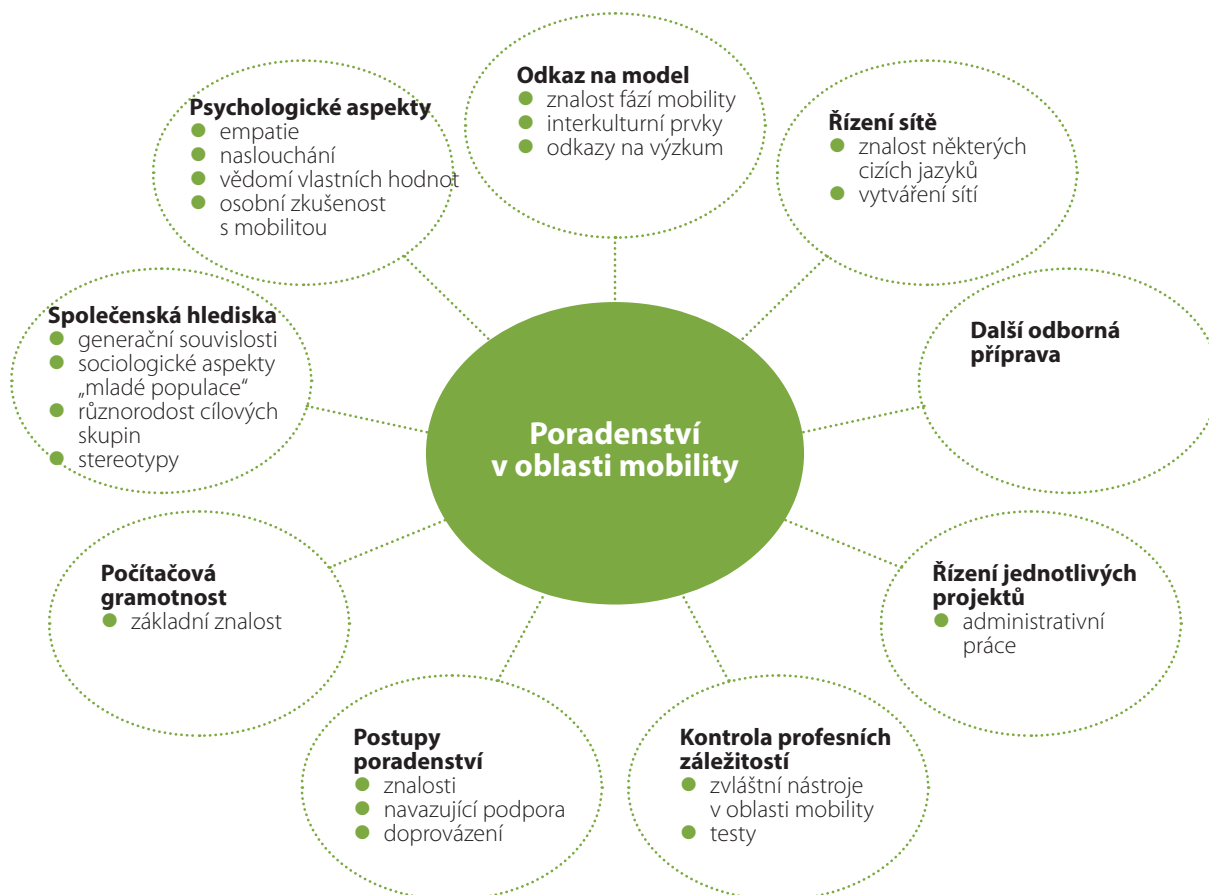 Odkaz na model
● znalost fází mobility
● interkulturní prvky
● odkazy na výzkum
Psychologické aspekty
● empatie
● naslouchání
● vědomí vlastních hodnot
● osobní zkušenost
s mobilitou
Řízení sítě
● znalost některých
cizích jazyků
● vytváření sítí
Společenská hlediska
● generační souvislosti
● sociologické aspekty
„mladé populace“
● různorodost cílových
skupin
● stereotypy
Další odborná
příprava
Poradenství
v oblasti mobility
Počítačová
gramotnost
● základní znalost
Řízení jednotlivých
projektů
● administrativní
práce
Postupy
poradenství
● znalosti
● navazující podpora
● doprovázení
Kontrola profesních
záležitostí
● zvláštní nástroje
v oblasti mobility
● testy